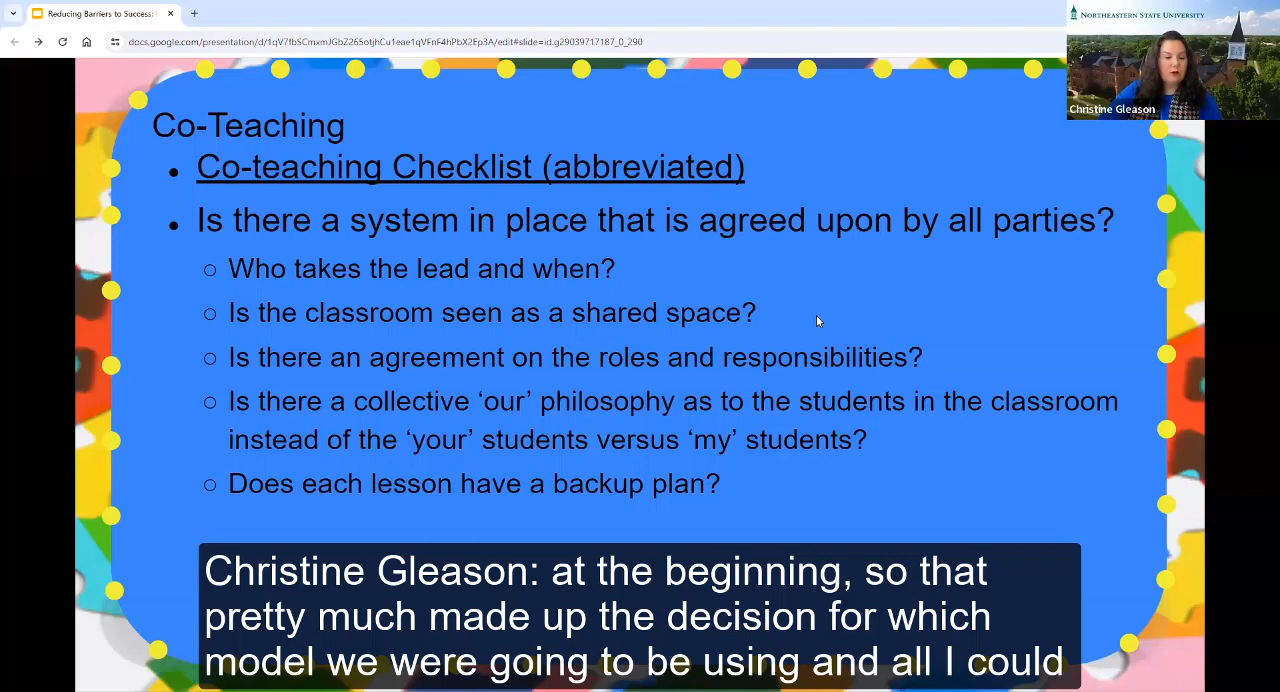 Reducing Barriers to Success:
docs.google.com/presentation/d/1qV7fbSCmxmJGbZ265otjhCu1eae1qVFnF4hPbX2Ep3A/edit#slide=id.g29039717187_0_290
NORTHEASTERN STATE UNIVERSITY
Christine Gleason
Co-Teaching
Co-teaching Checklist (abbreviated)
Is there a system in place that is agreed upon by all parties?
Who takes the lead and when?
Is the classroom seen as a shared space?
Is there an agreement on the roles and responsibilities?
Is there a collective ‘our’ philosophy as to the students in the classroom
instead of the ‘your’ students versus ‘my’ students?
Does each lesson have a backup plan?
Christine Gleason: at the beginning, so that
pretty much made up the decision for which
model we were going to be using and all I could